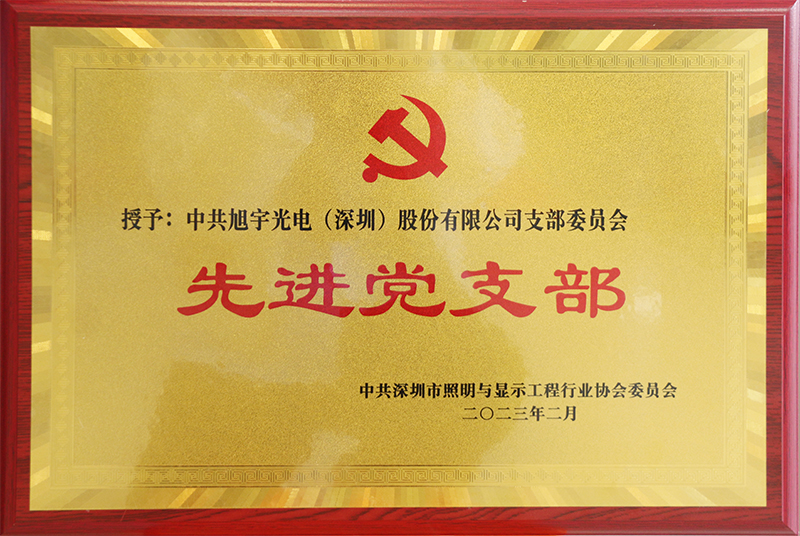 授予：中共旭宇光电（深圳）股份有限公司支部委员会
先进党支部
中共深圳市照明与显示工程行业协会委员会
二〇二三年二月